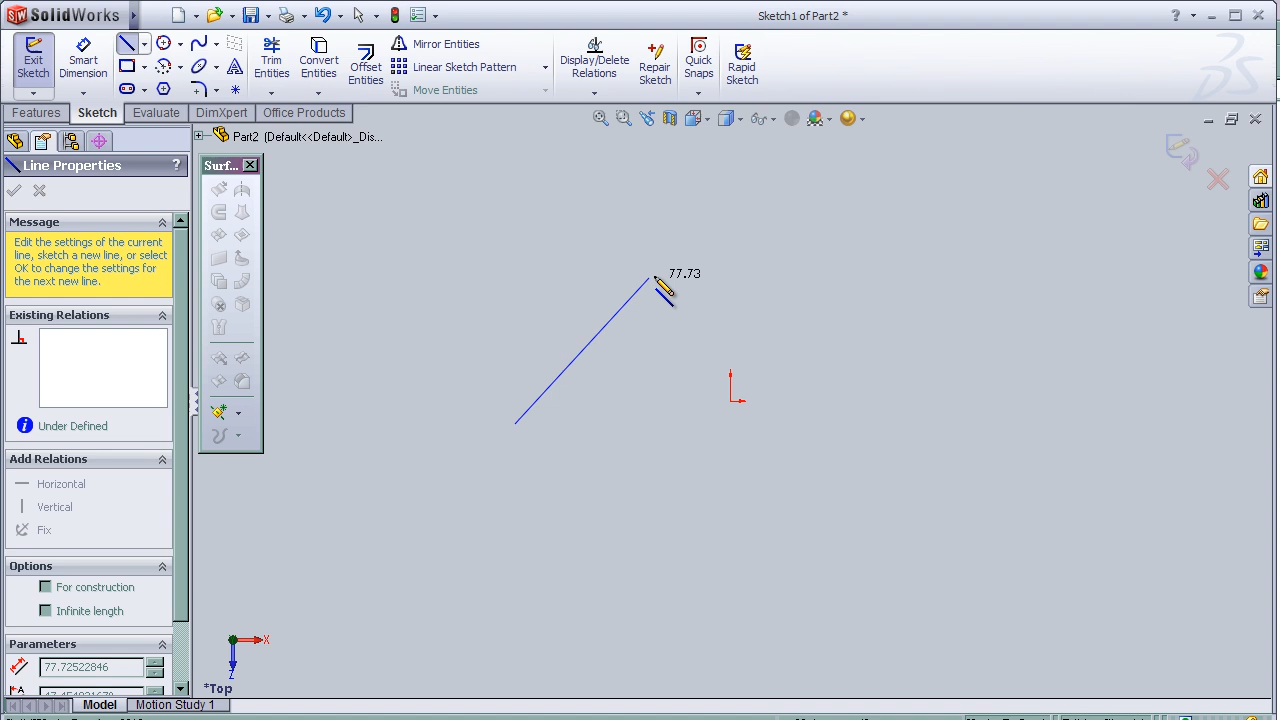 SolidWorks
Sketch1 of Part2 *
Exit Sketch
Smart Dimension
Trim Entities
Convert Entities
Offset Entities
Mirror Entities
Linear Sketch Pattern
Move Entities
Display/Delete Relations
Repair Sketch
Quick Snaps
Rapid Sketch
Features
Sketch
Evaluate
DimXpert
Office Products
Part2 (Default<<Default>_Dis...
Line Properties
?
Surf...
Message
Edit the settings of the current
line, sketch a new line, or select
OK to change the settings for
the next new line.
Existing Relations
Under Defined
Add Relations
Horizontal
Vertical
Fix
Options
For construction
Infinite length
Parameters
77.72522846
77.73
X
Z
*Top
Model
Motion Study 1